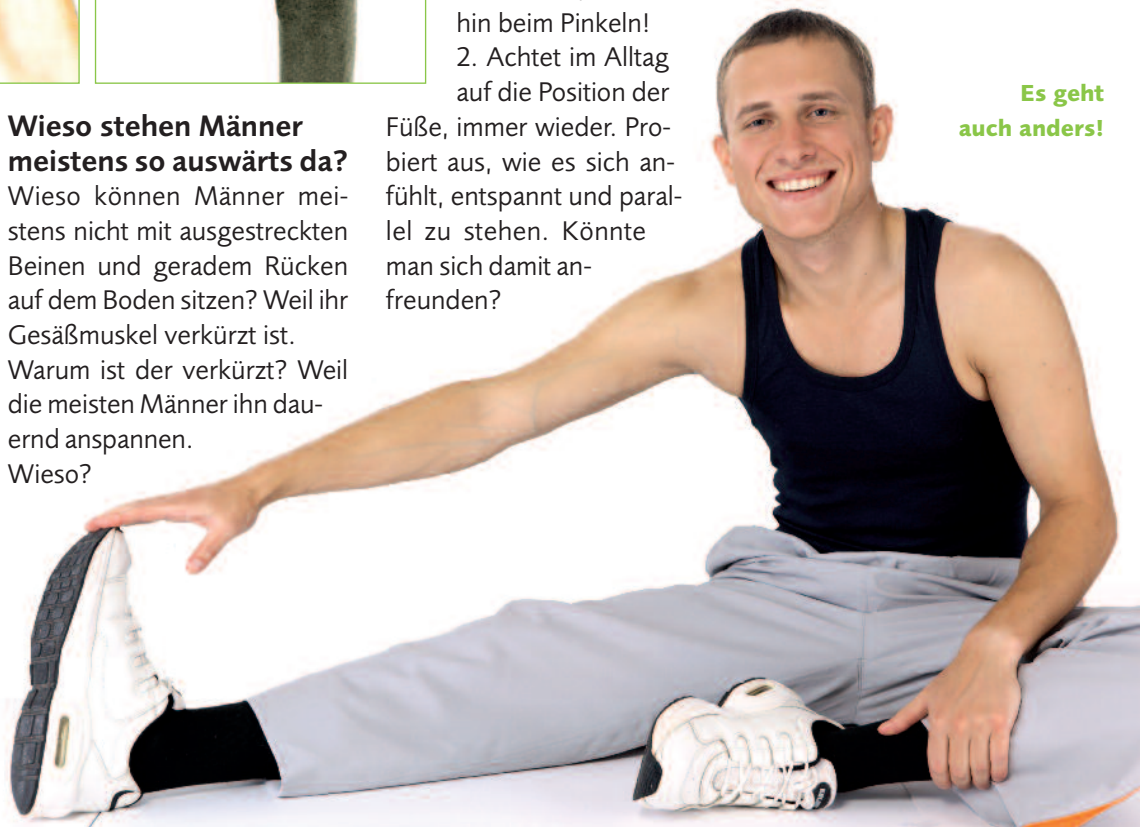 Wieso stehen Männer
meistens so auswärts da?
Wieso können Männer mei-
stens nicht mit ausgestreckten
Beinen und geradem Rücken
auf dem Boden sitzen? Weil ihr
Gesäßmuskel verkürzt ist.
Warum ist der verkürzt? Weil
die meisten Männer ihn dau-
ernd anspannen.
Wieso?
hin beim Pinkeln!
2. Achtet im Alltag
auf die Position der
Füße, immer wieder. Pro-
biert aus, wie es sich an-
fühlt, entspannt und paral-
lel zu stehen. Könnte
man sich damit an-
freunden?
Es geht
auch anders!